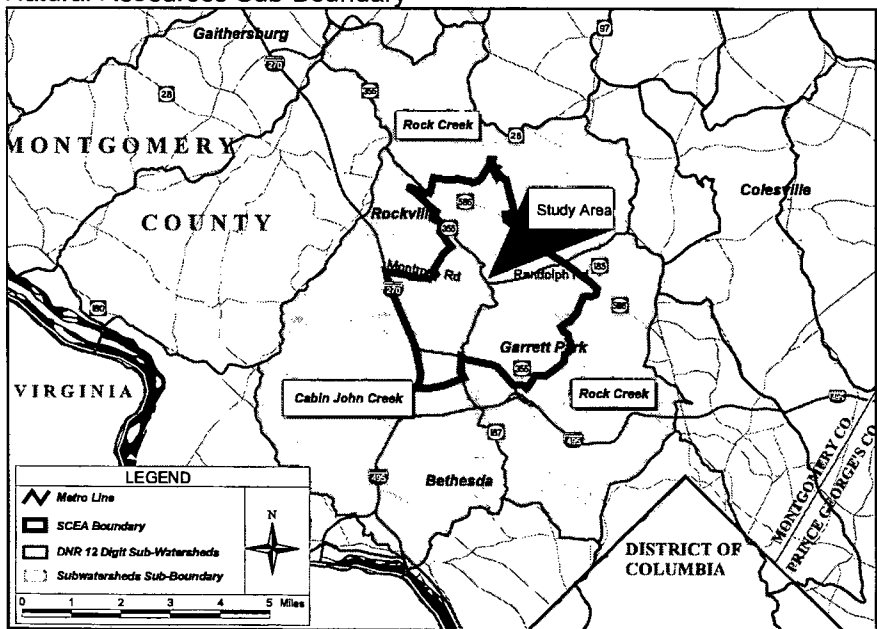 Natural Resources Sub-Boundary
Gaithersburg
270
97
355
28
Rock Creek
28
MONTGOMERY
Colesville
586
Study Area
Rockville
COUNTY
355
Montrose Rd
Randolph Rd
185
270
180
586
Garrett Park
355
VIRGINIA
Cabin John Creek
Rock Creek
495
187
495
MONTGOMERY CO.
PRINCE GEORGE'S CO.
495
Bethesda
LEGEND
Metro Line
SCEA Boundary
DNR 12 Digit Sub-Watersheds
Subwatersheds Sub-Boundary
N
DISTRICT OF
COLUMBIA
0 1 2 3 4 5 Miles